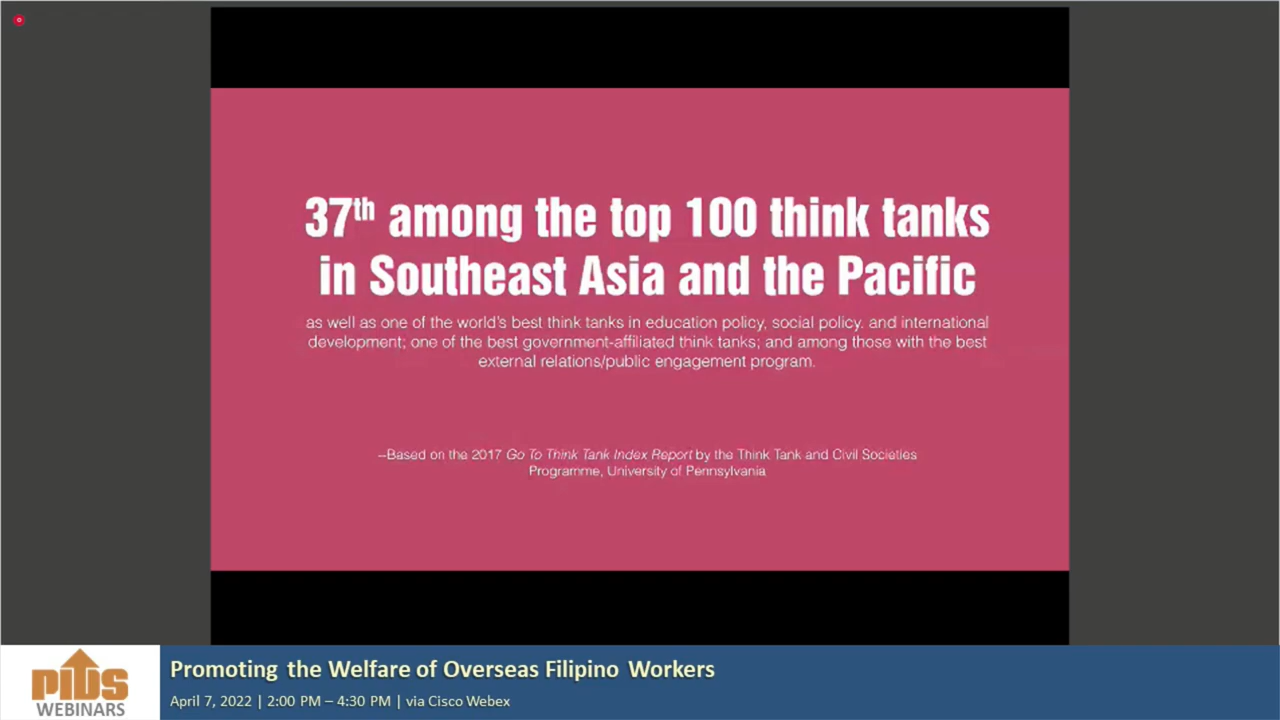 37th among the top 100 think tanks
in Southeast Asia and the Pacific
as well as one of the world's best think tanks in education policy, social policy. and international
development; one of the best government-affiliated think tanks; and among those with the best
external relations/public engagement program.
--Based on the 2017 Go To Think Tank Index Report by the Think Tank and Civil Societies
Programme, University of Pennsylvania
PIDS
WEBINARS
Promoting the Welfare of Overseas Filipino Workers
April 7, 2022 | 2:00 PM – 4:30 PM | via Cisco Webex